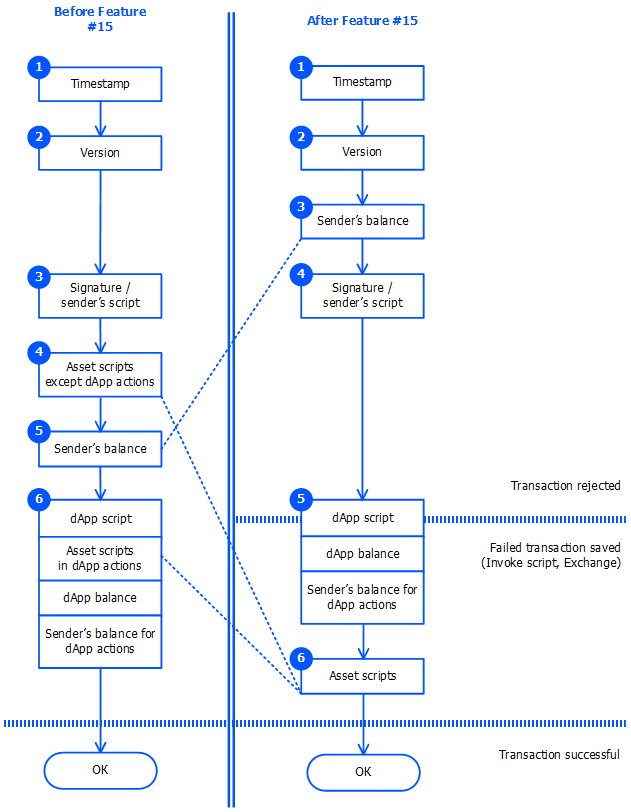 Before Feature
#15
1
Timestamp
2
Version
3
Signature /
sender's script
4
Asset scripts
except dApp actions
5
Sender's balance
6
dApp script
Asset scripts
in dApp actions
dApp balance
Sender's balance for
dApp actions
OK
After Feature #15
1
Timestamp
2
Version
3
Sender's balance
4
Signature /
sender's script
5
dApp script
dApp balance
Sender's balance for
dApp actions
6
Asset scripts
OK
Transaction rejected
Failed transaction saved
(Invoke script, Exchange)
Transaction successful